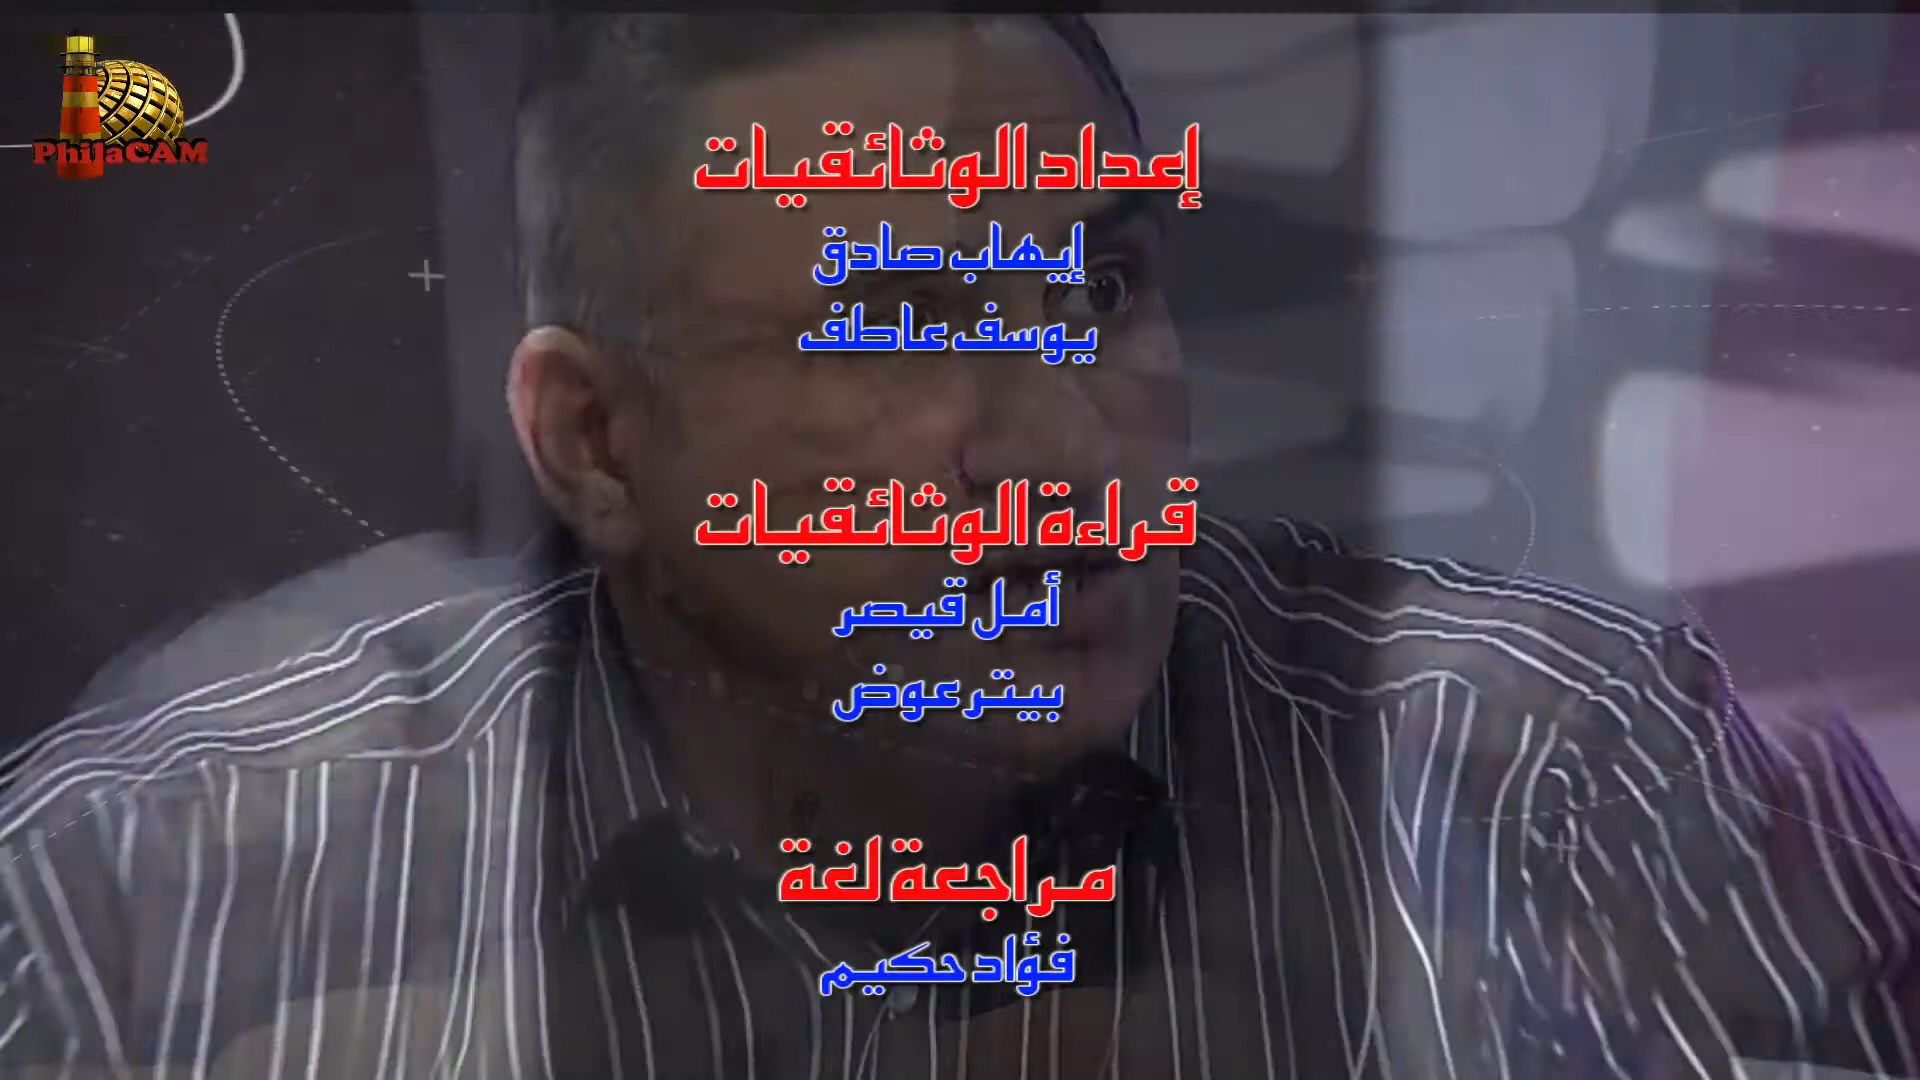 PhilaCAM
إعداد الوثائقيات
إيهاب صادق
يوسف عاطف
قراءة الوثائقيات
أمل قيصر
بيتر عوض
مراجعة لغة
فؤاد حكيم